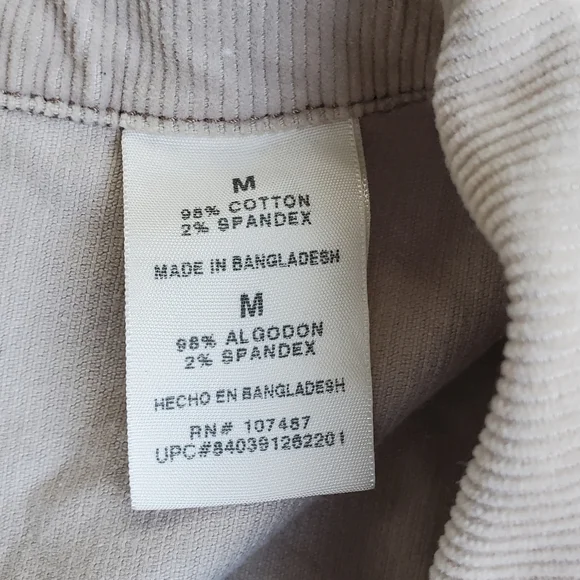 M
98% COTTON
2% SPANDEX
MADE IN BANGLADESH
M
98% ALGODON
2% SPANDEX
HECHO EN BANGLADESH
RN# 107487
UPC#840391262201